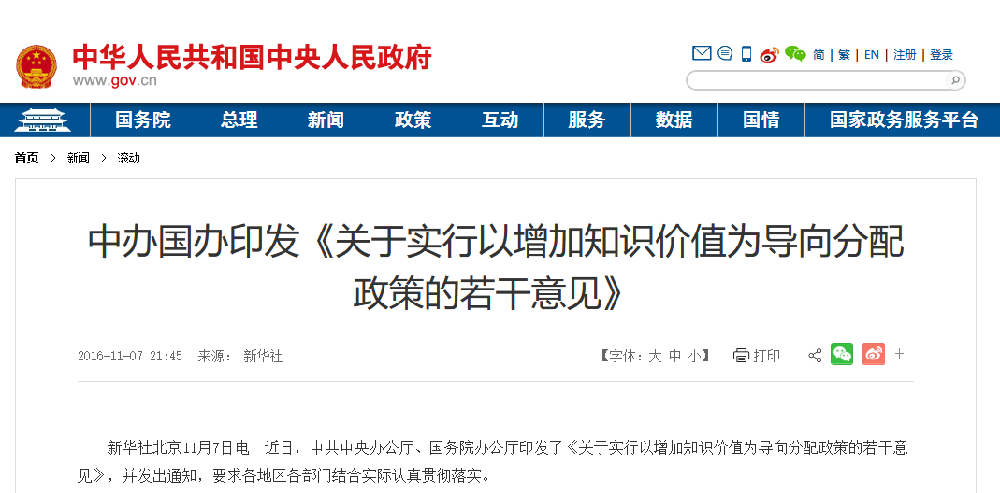 中华人民共和国中央人民政府
www.gov.cn
简 | 繁 | EN | 注册 | 登录
国务院 总理 新闻 政策 互动 服务 数据 国情 国家政务服务平台
首页 > 新闻 > 滚动
中办国办印发《关于实行以增加知识价值为导向分配
政策的若干意见》
2016-11-07 21:45 来源： 新华社 【字体：大 中 小】 打印
新华社北京11月7日电　近日，中共中央办公厅、国务院办公厅印发了《关于实行以增加知识价值为导向分配政策的若干意
见》，并发出通知，要求各地区各部门结合实际认真贯彻落实。